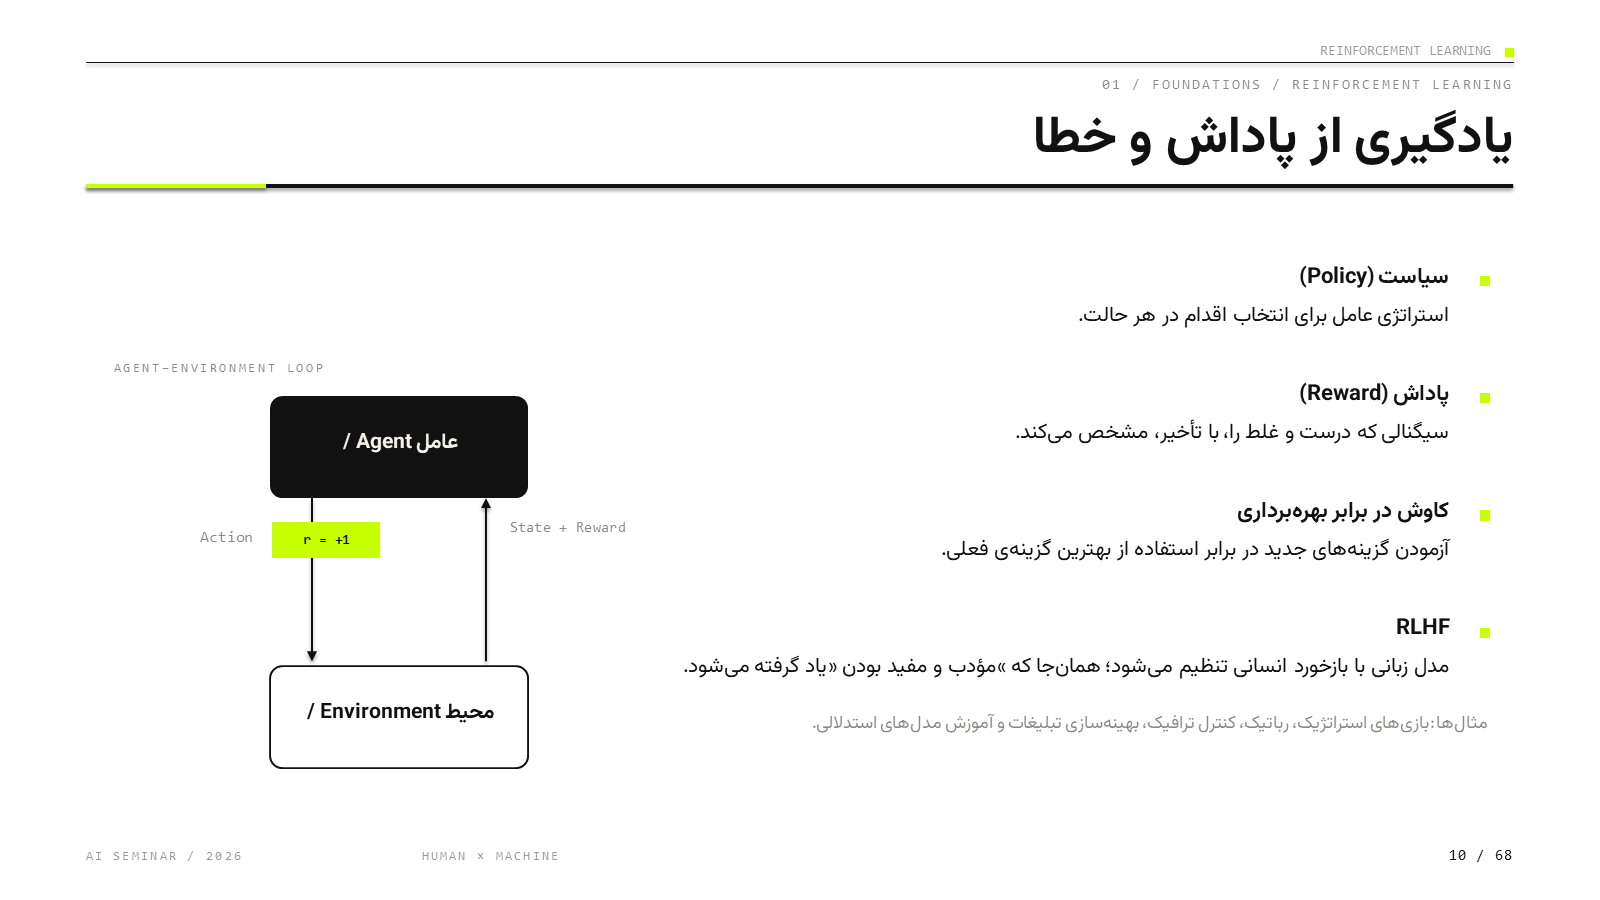 REINFORCEMENT LEARNING
01 / FOUNDATIONS / REINFORCEMENT LEARNING
یادگیری از پاداش و خطا
سیاست (Policy)
استراتژی عامل برای انتخاب اقدام در هر حالت.
پاداش (Reward)
سیگنالی که درست و غلط را، با تأخیر، مشخص می‌کند.
کاوش در برابر بهره‌برداری
آزمودن گزینه‌های جدید در برابر استفاده از بهترین گزینه‌ی فعلی.
RLHF
مدل زبانی با بازخورد انسانی تنظیم می‌شود؛ همان‌جا که «مؤدب و مفید بودن» یاد گرفته می‌شود.
مثال‌ها: بازی‌های استراتژیک، رباتیک، کنترل ترافیک، بهینه‌سازی تبلیغات و آموزش مدل‌های استدلالی.
AGENT–ENVIRONMENT LOOP
عامل Agent /
Action
r = +1
State + Reward
محیط Environment /
AI SEMINAR / 2026
HUMAN × MACHINE
10 / 68